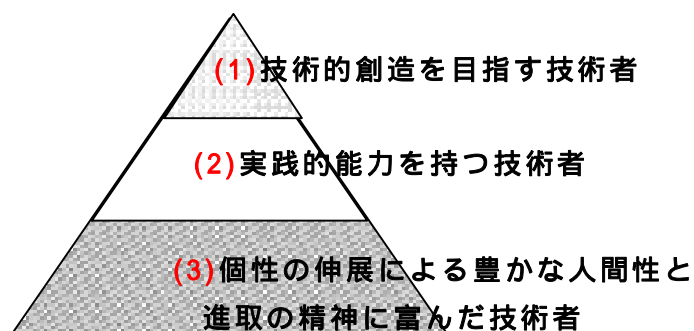 (1)技術的創造を目指す技術者
(2)実践的能力を持つ技術者
(3)個性の伸展による豊かな人間性と
進取の精神に富んだ技術者